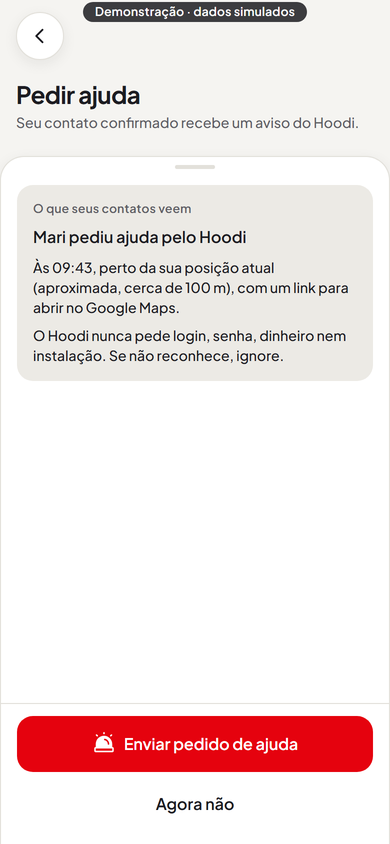 Demonstração · dados simulados
Pedir ajuda
Seu contato confirmado recebe um aviso do Hoodi.
O que seus contatos veem
Mari pediu ajuda pelo Hoodi
Às 09:43, perto da sua posição atual
(aproximada, cerca de 100 m), com um link para
abrir no Google Maps.
O Hoodi nunca pede login, senha, dinheiro nem
instalação. Se não reconhece, ignore.
Enviar pedido de ajuda
Agora não